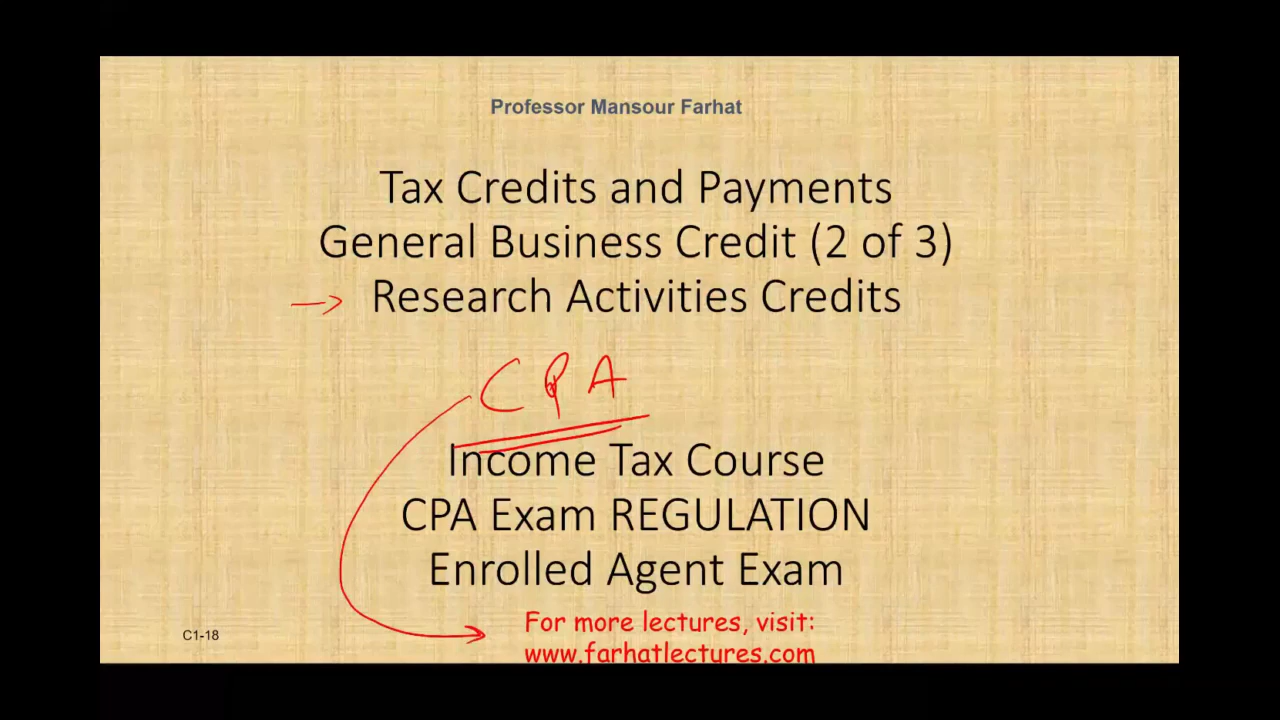 Professor Mansour Farhat
Tax Credits and Payments
General Business Credit (2 of 3)
Research Activities Credits
CPA
Income Tax Course
CPA Exam REGULATION
Enrolled Agent Exam
For more lectures, visit:
www.farhatlectures.com
C1-18